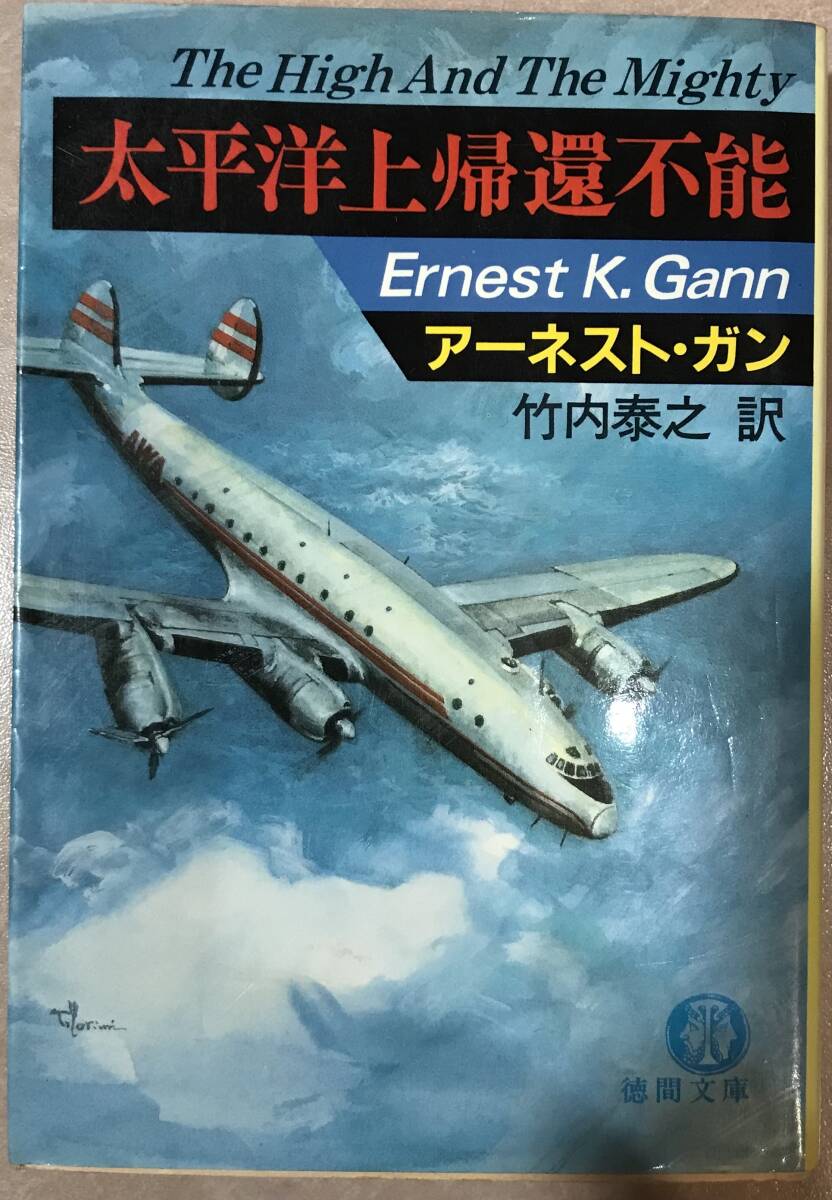 The High And The Mighty
太平洋上帰還不能
Ernest K. Gann
アーネスト・ガン
竹内泰之 訳
AWA
徳間文庫